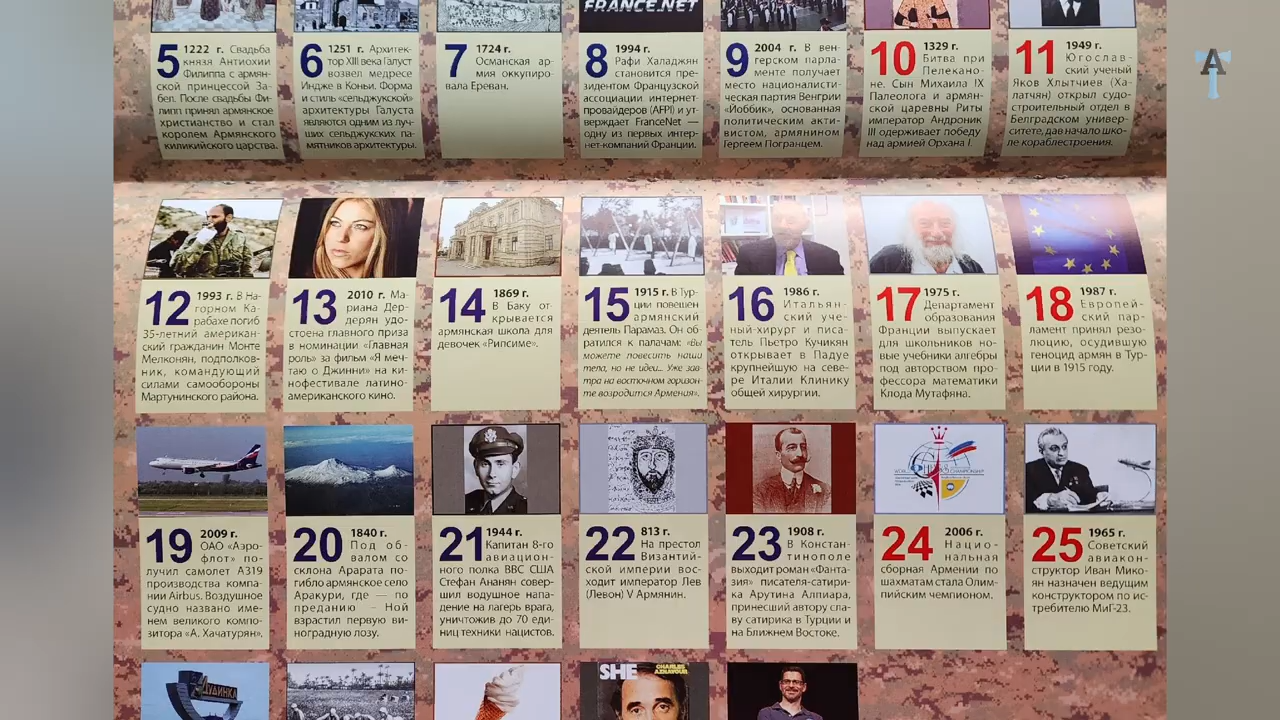 FRANCE.NET
5 1222 г. Свадьба
князя Антиохии
Филиппа с армян-
ской принцессой За-
бел. После свадьбы Фи-
липп принял армянское
христианство и стал
королем Армянского
киликийского царства.
6 1251 г. Архитек-
тор XIII века Галуст
возвел медресе
Индже в Коньи. Форма
и стиль «сельджукской»
архитектуры Галуста
являются одним из луч-
ших сельджукских па-
мятников архитектуры.
7 1724 г.
Османская ар-
мия оккупиро-
вала Ереван.
8 1994 г.
Рафи Халаджян
становится пре-
зидентом Французской
ассоциации интернет-
провайдеров (AFPI) и ут-
верждает FranceNet —
одну из первых интер-
нет-компаний Франции.
9 2004 г. В вен-
герском парла-
менте получает
место националисти-
ческая партия Венгрии
«Йоббик», основанная
политическим акти-
вистом, армянином
Гергеем Погранцем.
10 1329 г.
Битва при
Пелекано-
не. Сын Михаила IX
Палеолога и армян-
ской царевны Риты
император Андроник
III одерживает победу
над армией Орхана I.
11 1949 г.
Югослав-
ский ученый
Яков Хлытчиев (Ха-
латчян) открыл судо-
строительный отдел в
Белградском универ-
ситете, дав начало шко-
ле кораблестроения.
A
12 1993 г. В На-
горном Ка-
рабахе погиб
35-летний американ-
ский гражданин Монте
Мелконян, подполков-
ник, командующий
силами самообороны
Мартунинского района.
13 2010 г. Ма-
риана Дер-
дерян удо-
стоена главного приза
в номинации «Главная
роль» за фильм «Я меч-
таю о Джинни» на ки-
нофестивале латино-
американского кино.
14 1869 г.
В Баку от-
крывается
армянская школа для
девочек «Рипсиме».
15 1915 г. В Тур-
ции повешен
армянский
деятель Парамаз. Он об-
ратился к палачам: «Вы
можете повесить наши
тела, но не идеи... Уже зав-
тра на восточном горизон-
те возродится Армения».
16 1986 г.
Итальян-
ский уче-
ный-хирург и писа-
тель Пьетро Кучикян
открывает в Падуе
крупнейшую на севе-
ре Италии Клинику
общей хирургии.
17 1975 г.
Департамент
образования
Франции выпускает
для школьников но-
вые учебники алгебры
под авторством про-
фессора математики
Клода Мутафяна.
18 1987 г.
Европей-
ский пар-
ламент принял резо-
люцию, осудившую
геноцид армян в Тур-
ции в 1915 году.
19 2009 г.
ОАО «Аэро-
флот» по-
лучил самолет А319
производства компа-
нии Airbus. Воздушное
судно названо име-
нем великого компо-
зитора «А. Хачатурян».
20 1840 г.
Под об-
валом со
склона Арарата по-
гибло армянское село
Аракури, где — по
преданию — Ной
взрастил первую ви-
ноградную лозу.
21 1944 г.
Капитан 8-го
авиацион-
ного полка ВВС США
Стефан Ананян совер-
шил воздушное напа-
дение на лагерь врага,
уничтожив до 70 еди-
ниц техники нацистов.
22 813 г.
На престол
Византий-
ской империи вос-
ходит император Лев
(Левон) V Армянин.
23 1908 г.
В Констан-
тинополе
выходит роман «Фанта-
зия» писателя-сатири-
ка Арутина Алпиара,
принесший автору сла-
ву сатирика в Турции и
на Ближнем Востоке.
24 2006 г.
Нацио-
нальная
сборная Армении по
шахматам стала Олим-
пийским чемпионом.
25 1965 г.
Советский
авиакон-
структор Иван Мико-
ян назначен ведущим
конструктором по ис-
требителю МиГ-23.
ДУДИНКА
SHE
CHARLES
AZNAVOUR